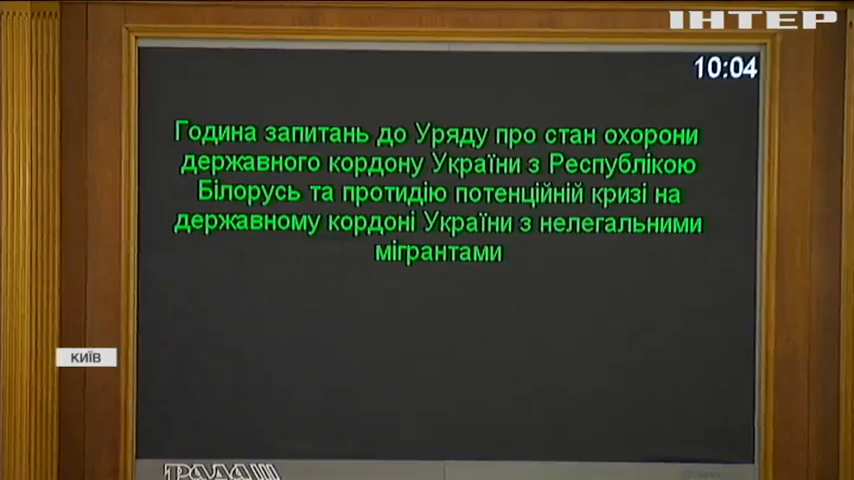 ІНТЕР
10:04
Година запитань до Уряду про стан охорони
державного кордону України з Республікою
Білорусь та протидію потенційній кризі на
державному кордоні України з нелегальними
мігрантами
КИЇВ